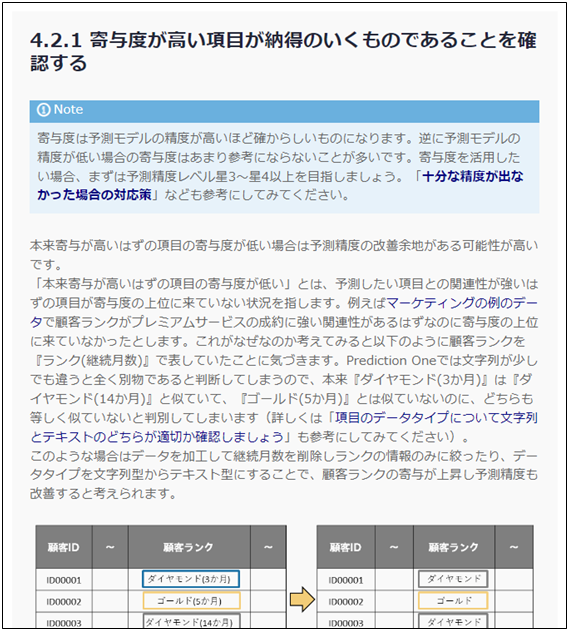 4.2.1 寄与度が高い項目が納得のいくものであることを確
認する
Note
寄与度は予測モデルの精度が高いほど確からしいものになります。逆に予測モデルの
精度が低い場合の寄与度はあまり参考にならないことが多いです。寄与度を活用した
い場合、まずは予測精度レベル星3～星4以上を目指しましょう。「十分な精度が出な
かった場合の対応策」なども参考にしてみてください。
本来寄与が高いはずの項目の寄与度が低い場合は予測精度の改善余地がある可能性が高い
です。
「本来寄与が高いはずの項目の寄与度が低い」とは、予測したい項目との関連性が強いは
ずの項目が寄与度の上位に来ていない状況を指します。例えばマーケティングの例のデー
タで顧客ランクがプレミアムサービスの成約に強い関連性があるはずなのに寄与度の上位
に来ていなかったとします。これがなぜなのか考えてみると以下のように顧客ランクを
『ランク(継続月数)』で表していたことに気づきます。Prediction Oneでは文字列が少し
でも違うと全く別物であると判断してしまうので、本来『ダイヤモンド(3か月)』は『ダ
イヤモンド(14か月)』と似ていて、『ゴールド(5か月)』とは似ていないのに、どちらも
等しく似ていないと判別してしまいます（詳しくは「項目のデータタイプについて文字列
とテキストのどちらが適切か確認しましょう」も参考にしてみてください）。
このような場合はデータを加工して継続月数を削除しランクの情報のみに絞ったり、デー
タタイプを文字列型からテキスト型にすることで、顧客ランクの寄与が上昇し予測精度も
改善すると考えられます。
顧客ID ～ 顧客ランク ～ 顧客ID ～ 顧客ランク ～
ID00001 ダイヤモンド(3か月) ID00001 ダイヤモンド
ID00002 ゴールド(5か月) ID00002 ゴールド
ID00003 ダイヤモンド(14か月) ID00003 ダイヤモンド